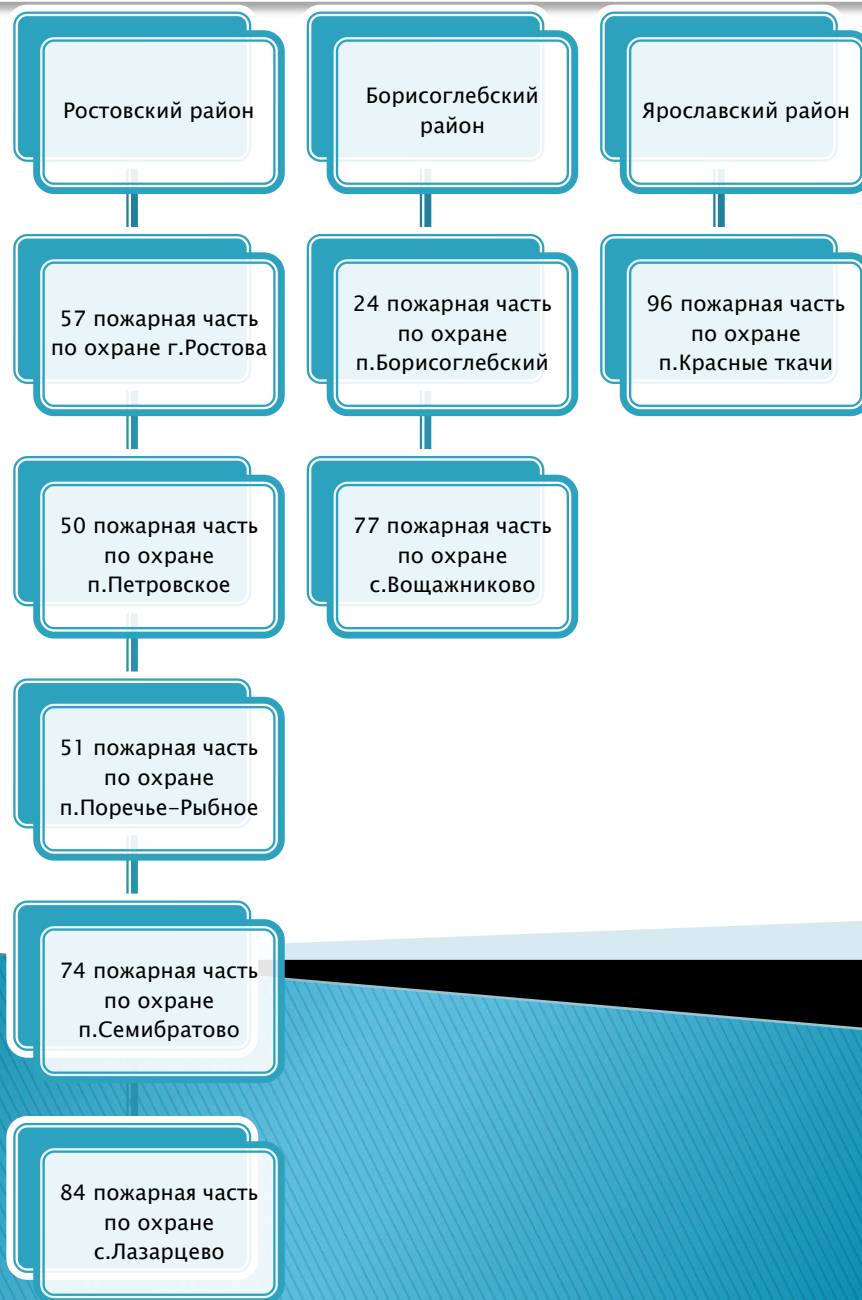 Ростовский район
57 пожарная часть
по охране г.Ростова
50 пожарная часть
по охране
п.Петровское
51 пожарная часть
по охране
п.Поречье-Рыбное
74 пожарная часть
по охране
п.Семибратово
84 пожарная часть
по охране
с.Лазарцево
Борисоглебский
район
24 пожарная часть
по охране
п.Борисоглебский
77 пожарная часть
по охране
с.Вощажниково
Ярославский район
96 пожарная часть
по охране
п.Красные ткачи